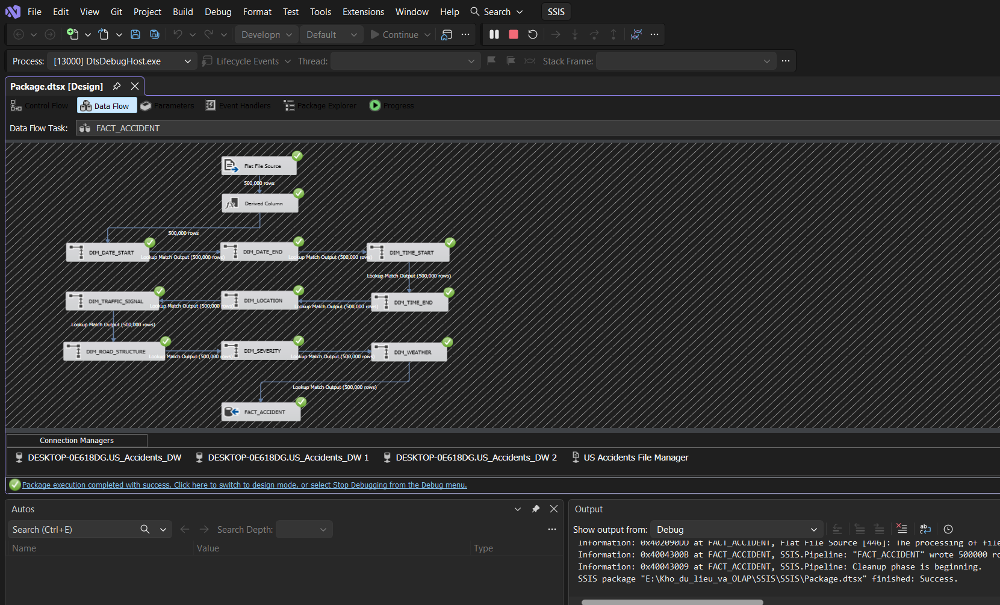 File Edit View Git Project Build Debug Format Test Tools Extensions Window Help Search SSIS
Developn Default Continue
Process: [13000] DtsDebugHost.exe Lifecycle Events Thread: Stack Frame:
Package.dtsx [Design]
Control Flow Data Flow Parameters Event Handlers Package Explorer Progress
Data Flow Task: FACT_ACCIDENT
Flat File Source
500,000 rows
Derived Column
500,000 rows
DIM_DATE_START DIM_DATE_END DIM_TIME_START
Lookup Match Output (500,000 rows) Lookup Match Output (500,000 rows)
Lookup Match Output (500,000 rows)
DIM_TRAFFIC_SIGNAL DIM_LOCATION DIM_TIME_END
Lookup Match Output (500,000 rows) Lookup Match Output (500,000 rows)
Lookup Match Output (500,000 rows)
DIM_ROAD_STRUCTURE DIM_SEVERITY DIM_WEATHER
Lookup Match Output (500,000 rows) Lookup Match Output (500,000 rows)
Lookup Match Output (500,000 rows)
FACT_ACCIDENT
Connection Managers
DESKTOP-0E618DG.US_Accidents_DW DESKTOP-0E618DG.US_Accidents_DW 1 DESKTOP-0E618DG.US_Accidents_DW 2 US Accidents File Manager
Package execution completed with success. Click here to switch to design mode, or select Stop Debugging from the Debug menu.
Autos
Search (Ctrl+E) Search Depth:
Name Value Type
Output
Show output from: Debug
Information: 0x402090DD at FACT_ACCIDENT, Flat File Source [446]: The processing of file
Information: 0x4004300B at FACT_ACCIDENT, SSIS.Pipeline: "FACT_ACCIDENT" wrote 500000 ro
Information: 0x40043009 at FACT_ACCIDENT, SSIS.Pipeline: Cleanup phase is beginning.
SSIS package "E:\Kho_du_lieu_va_OLAP\SSIS\SSIS\Package.dtsx" finished: Success.